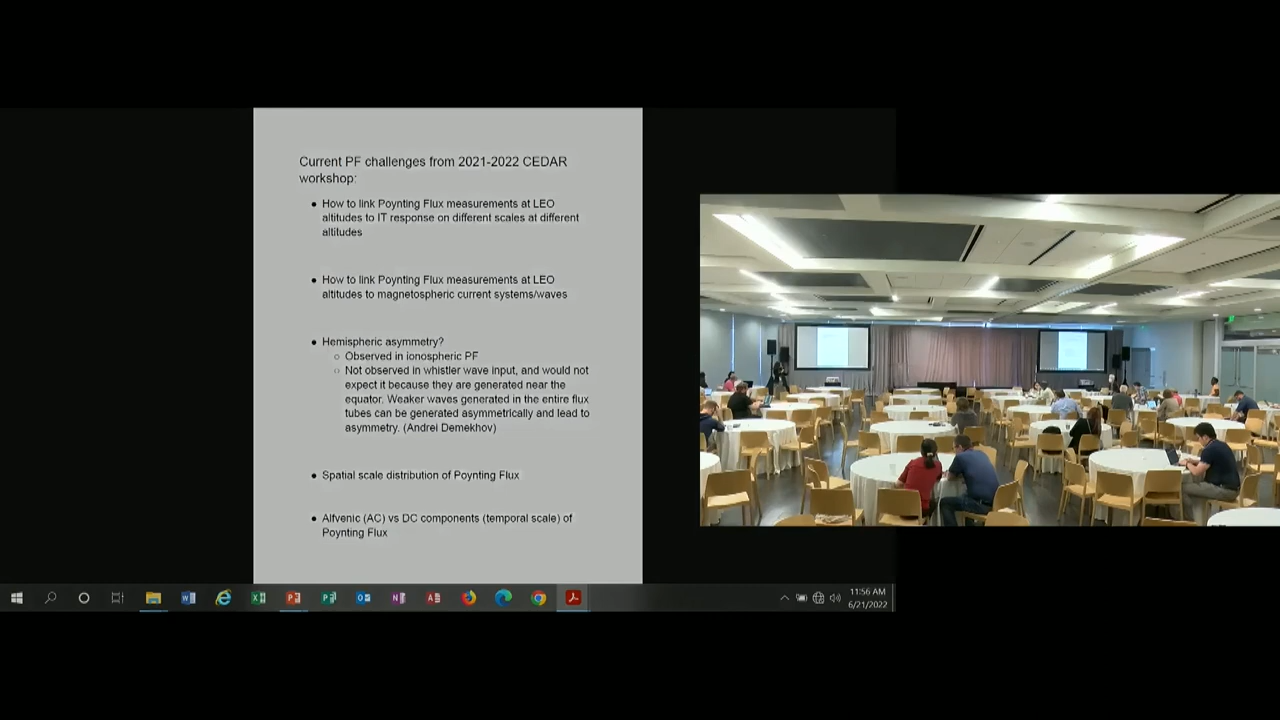 Current PF challenges from 2021-2022 CEDAR
workshop:
● How to link Poynting Flux measurements at LEO
altitudes to IT response on different scales at different
altitudes
● How to link Poynting Flux measurements at LEO
altitudes to magnetospheric current systems/waves
● Hemispheric asymmetry?
○ Observed in ionospheric PF
○ Not observed in whistler wave input, and would not
expect it because they are generated near the
equator. Weaker waves generated in the entire flux
tubes can be generated asymmetrically and lead to
asymmetry. (Andrei Demekhov)
● Spatial scale distribution of Poynting Flux
● Alfvenic (AC) vs DC components (temporal scale) of
Poynting Flux
11:56 AM
6/21/2022